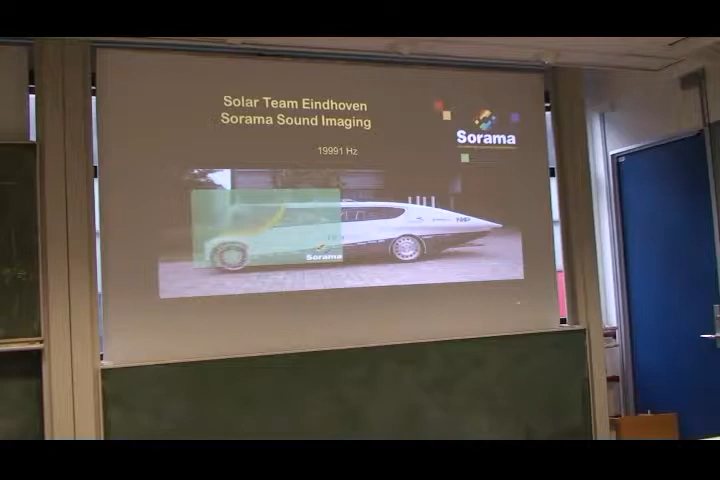 Solar Team Eindhoven
Sorama Sound Imaging
19991 Hz
Sorama
Sorama